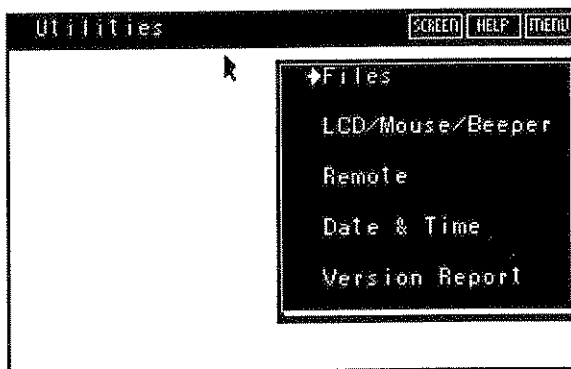 Utilities SCREEN HELP MENU
Files
LCD/Mouse/Beeper
Remote
Date & Time
Version Report